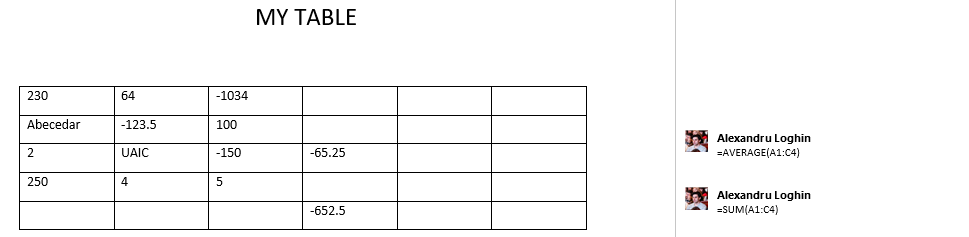 MY TABLE
230 64 -1034
Abecedar -123.5 100
Alexandru Loghin
=AVERAGE(A1:C4)
2 UAIC -150 -65.25
250 4 5
Alexandru Loghin
=SUM(A1:C4)
-652.5